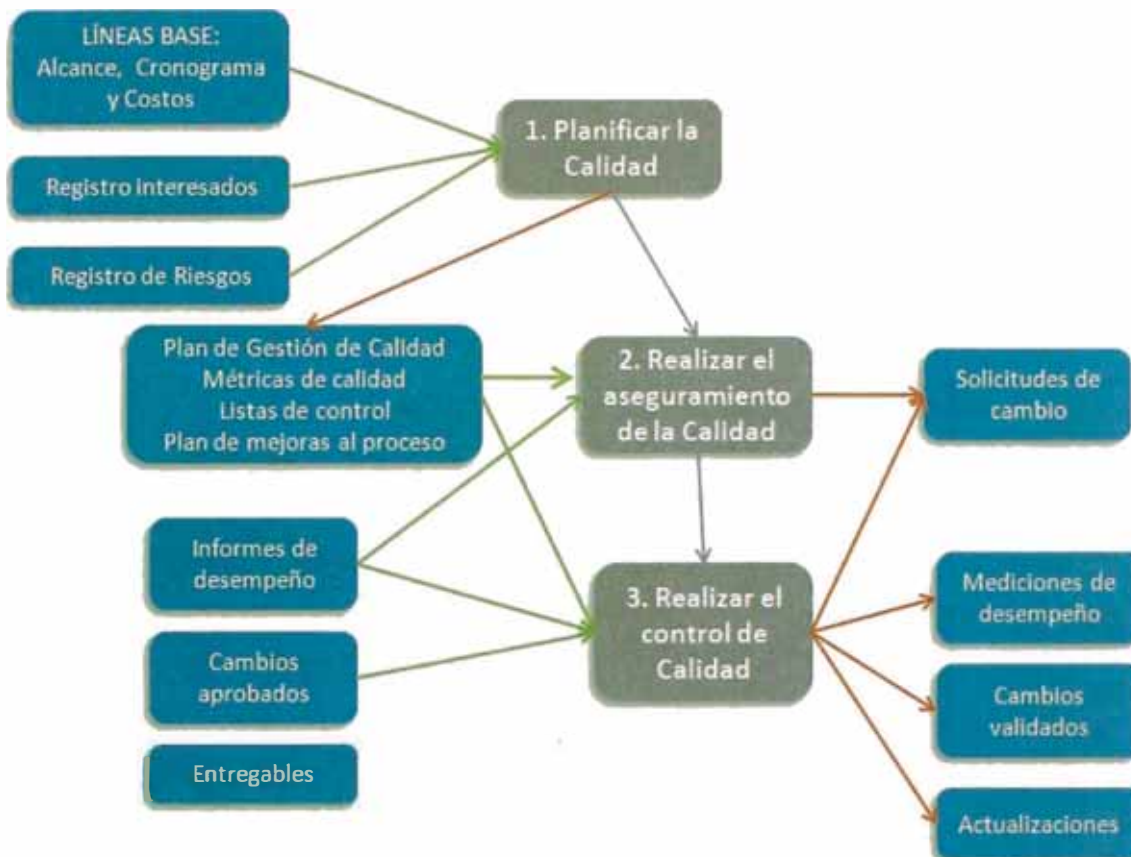 LÍNEAS BASE:
Alcance, Cronograma
y Costos
Registro Interesados
Registro de Riesgos
1. Planificar la
Calidad
Plan de Gestión de Calidad
Métricas de calidad
Listas de control
Plan de mejoras al proceso
2. Realizar el
aseguramiento
de la Calidad
Solicitudes de
cambio
Informes de
desempeño
Cambios
aprobados
Entregables
3. Realizar el
control de
Calidad
Mediciones de
desempeño
Cambios
validados
Actualizaciones